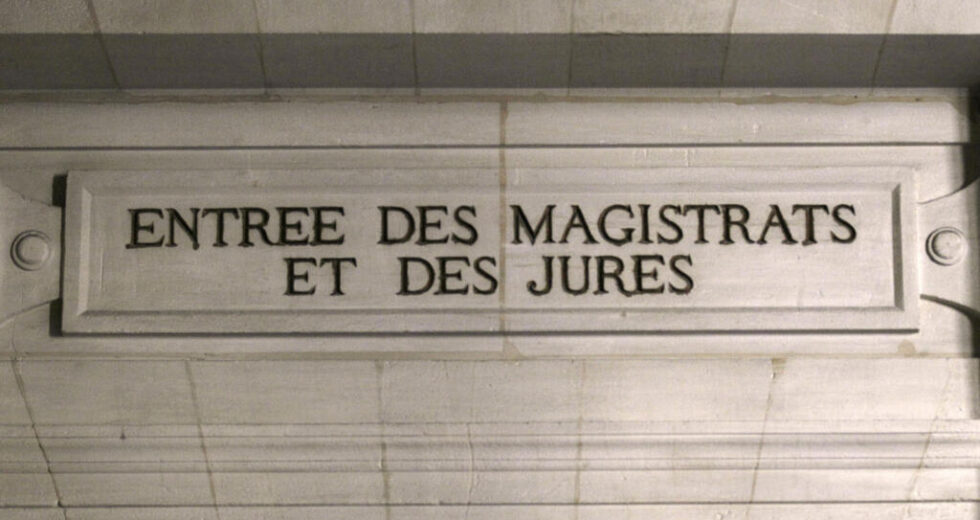 ENTREE DES MAGISTRATS
ET DES JURES